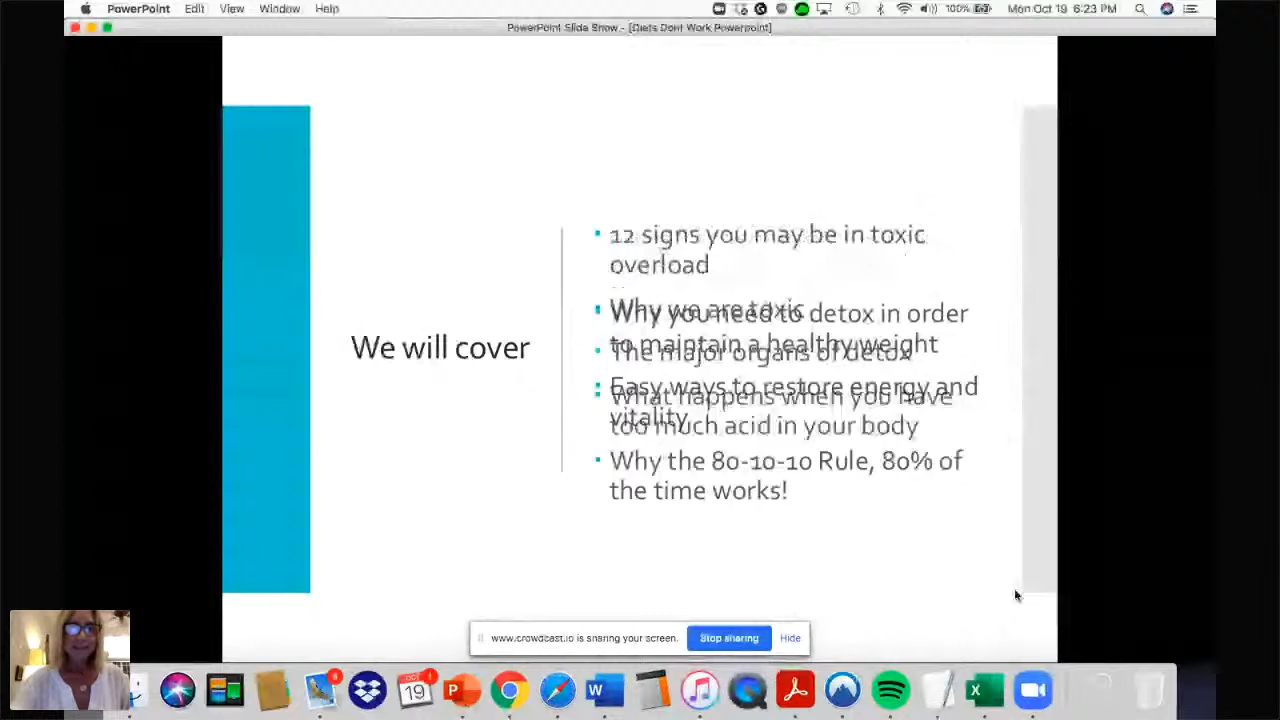 PowerPoint Edit View Window Help
100%
Mon Oct 19 6:23 PM
PowerPoint Slide Show - [Diets Dont Work Powerpoint]
We will cover
12 signs you may be in toxic
overload
Why we are toxic
Why you need to detox in order
to maintain a healthy weight
The major organs of detox
Easy ways to restore energy and
vitality
What happens when you have
too much acid in your body
Why the 80-10-10 Rule, 80% of
the time works!
www.crowdcast.io is sharing your screen.
Stop sharing
Hide
OCT
19
P
W
X